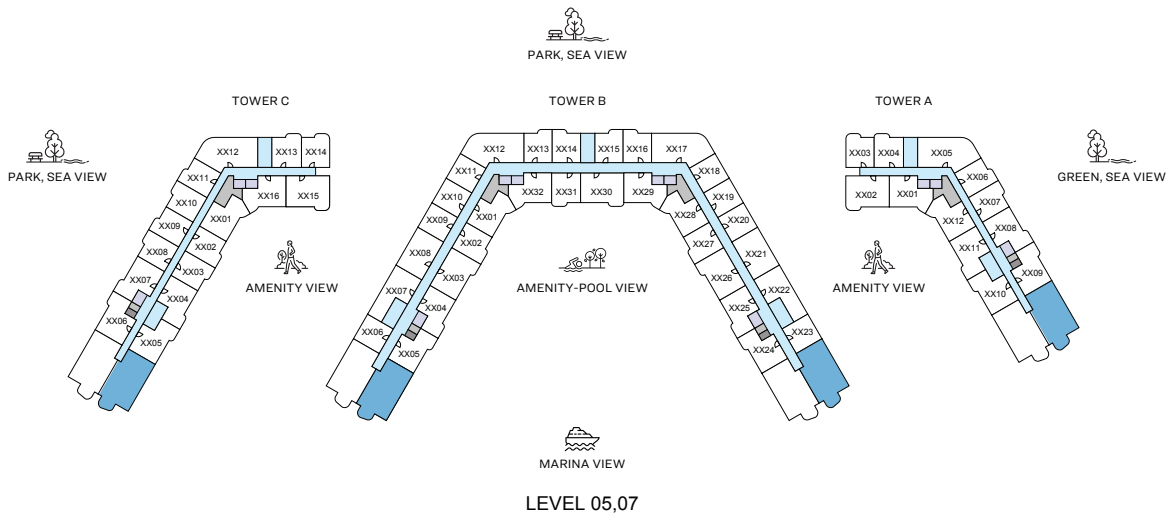 PARK, SEA VIEW
TOWER C
TOWER B
TOWER A
PARK, SEA VIEW
GREEN, SEA VIEW
XX12
XX13
XX14
XX11
XX10
XX09
XX08
XX07
XX06
XX05
XX04
XX03
XX02
XX01
XX16
XX15
XX12
XX13
XX14
XX15
XX16
XX17
XX11
XX10
XX09
XX08
XX07
XX06
XX05
XX04
XX03
XX02
XX01
XX32
XX31
XX30
XX29
XX28
XX27
XX26
XX25
XX24
XX18
XX19
XX20
XX21
XX22
XX23
XX03
XX04
XX05
XX02
XX01
XX06
XX07
XX08
XX09
XX12
XX11
XX10
AMENITY VIEW
AMENITY-POOL VIEW
AMENITY VIEW
MARINA VIEW
LEVEL 05,07